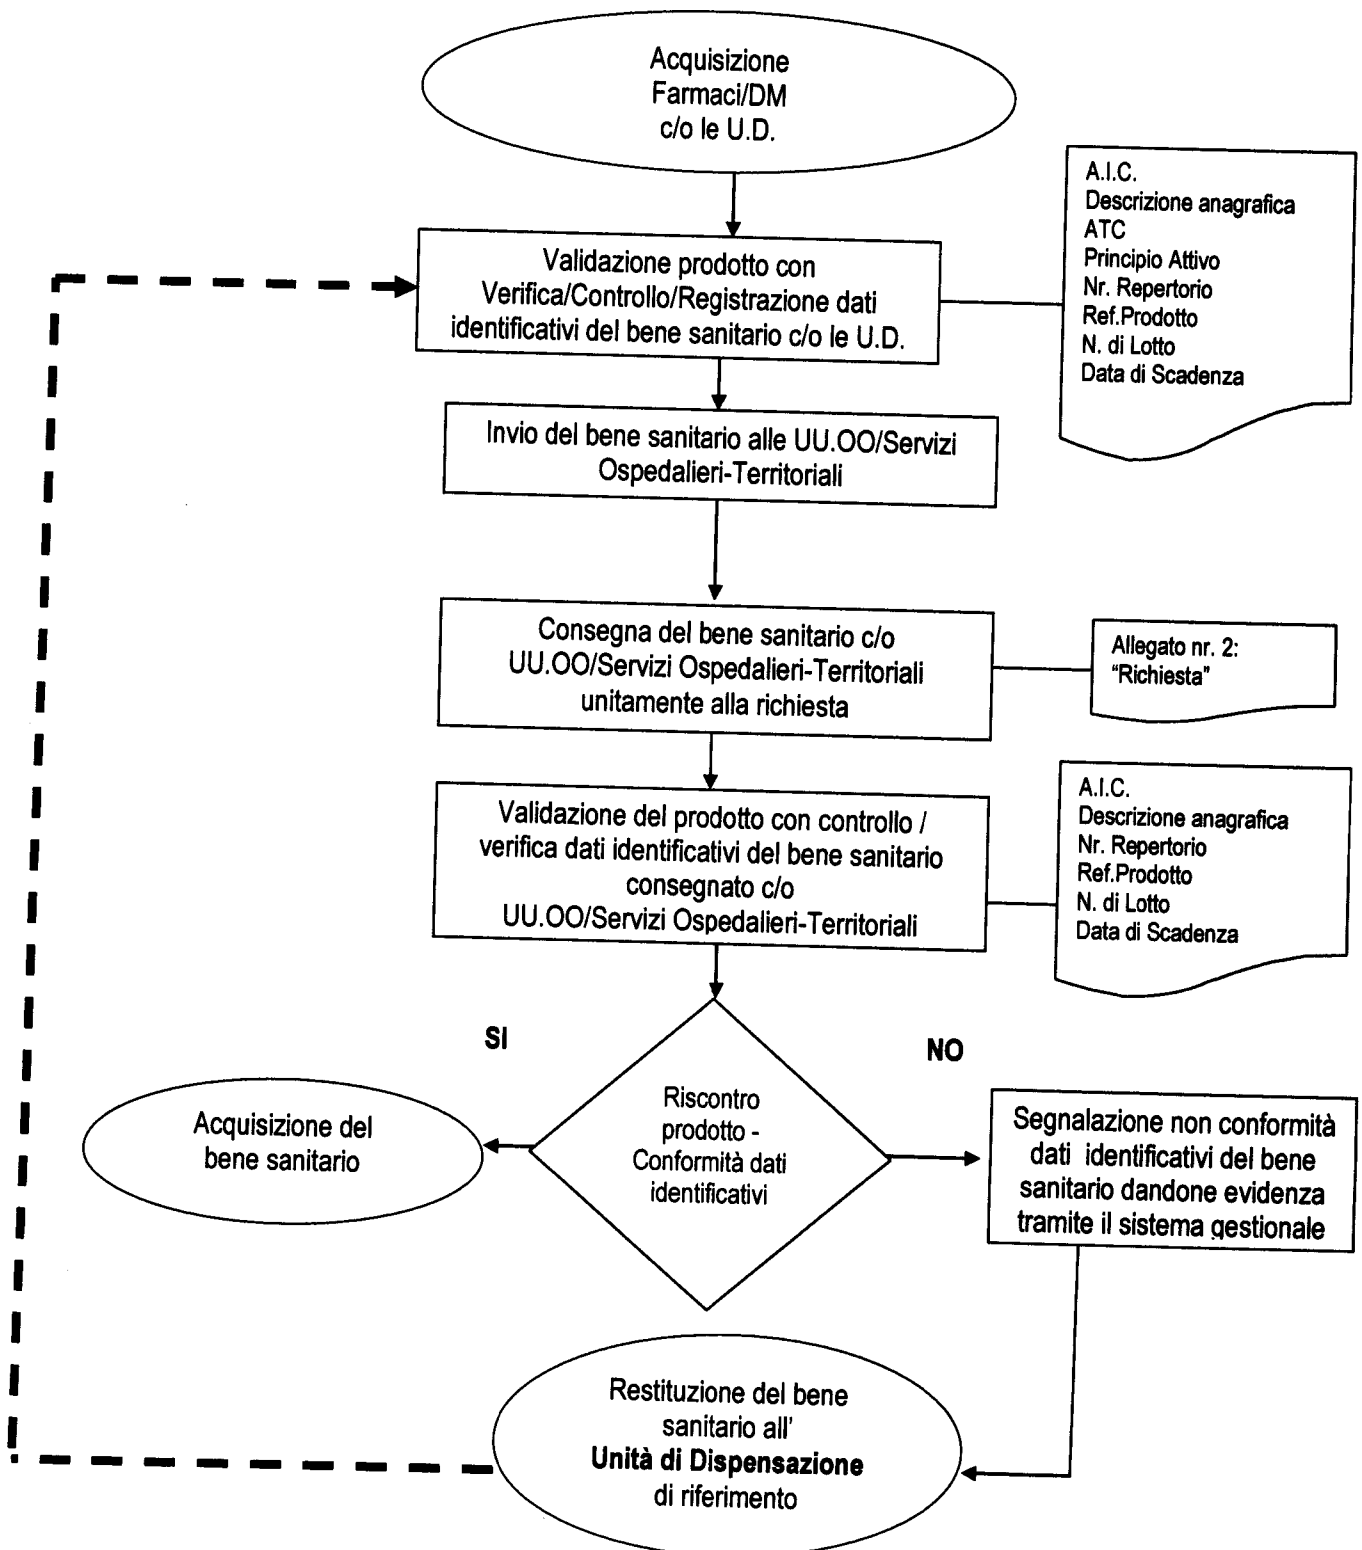 Acquisizione
Farmaci/DM
c/o le U.D.
A.I.C.
Descrizione anagrafica
ATC
Principio Attivo
Nr. Repertorio
Ref.Prodotto
N. di Lotto
Data di Scadenza
Validazione prodotto con
Verifica/Controllo/Registrazione dati
identificativi del bene sanitario c/o le U.D.
Invio del bene sanitario alle UU.OO/Servizi
Ospedalieri-Territoriali
Consegna del bene sanitario c/o
UU.OO/Servizi Ospedalieri-Territoriali
unitamente alla richiesta
Allegato nr. 2:
“Richiesta”
Validazione del prodotto con controllo /
verifica dati identificativi del bene sanitario
consegnato c/o
UU.OO/Servizi Ospedalieri-Territoriali
A.I.C.
Descrizione anagrafica
Nr. Repertorio
Ref.Prodotto
N. di Lotto
Data di Scadenza
SI
NO
Riscontro
prodotto -
Conformità dati
identificativi
Acquisizione del
bene sanitario
Segnalazione non conformità
dati identificativi del bene
sanitario dandone evidenza
tramite il sistema gestionale
Restituzione del bene
sanitario all'
Unità di Dispensazione
di riferimento